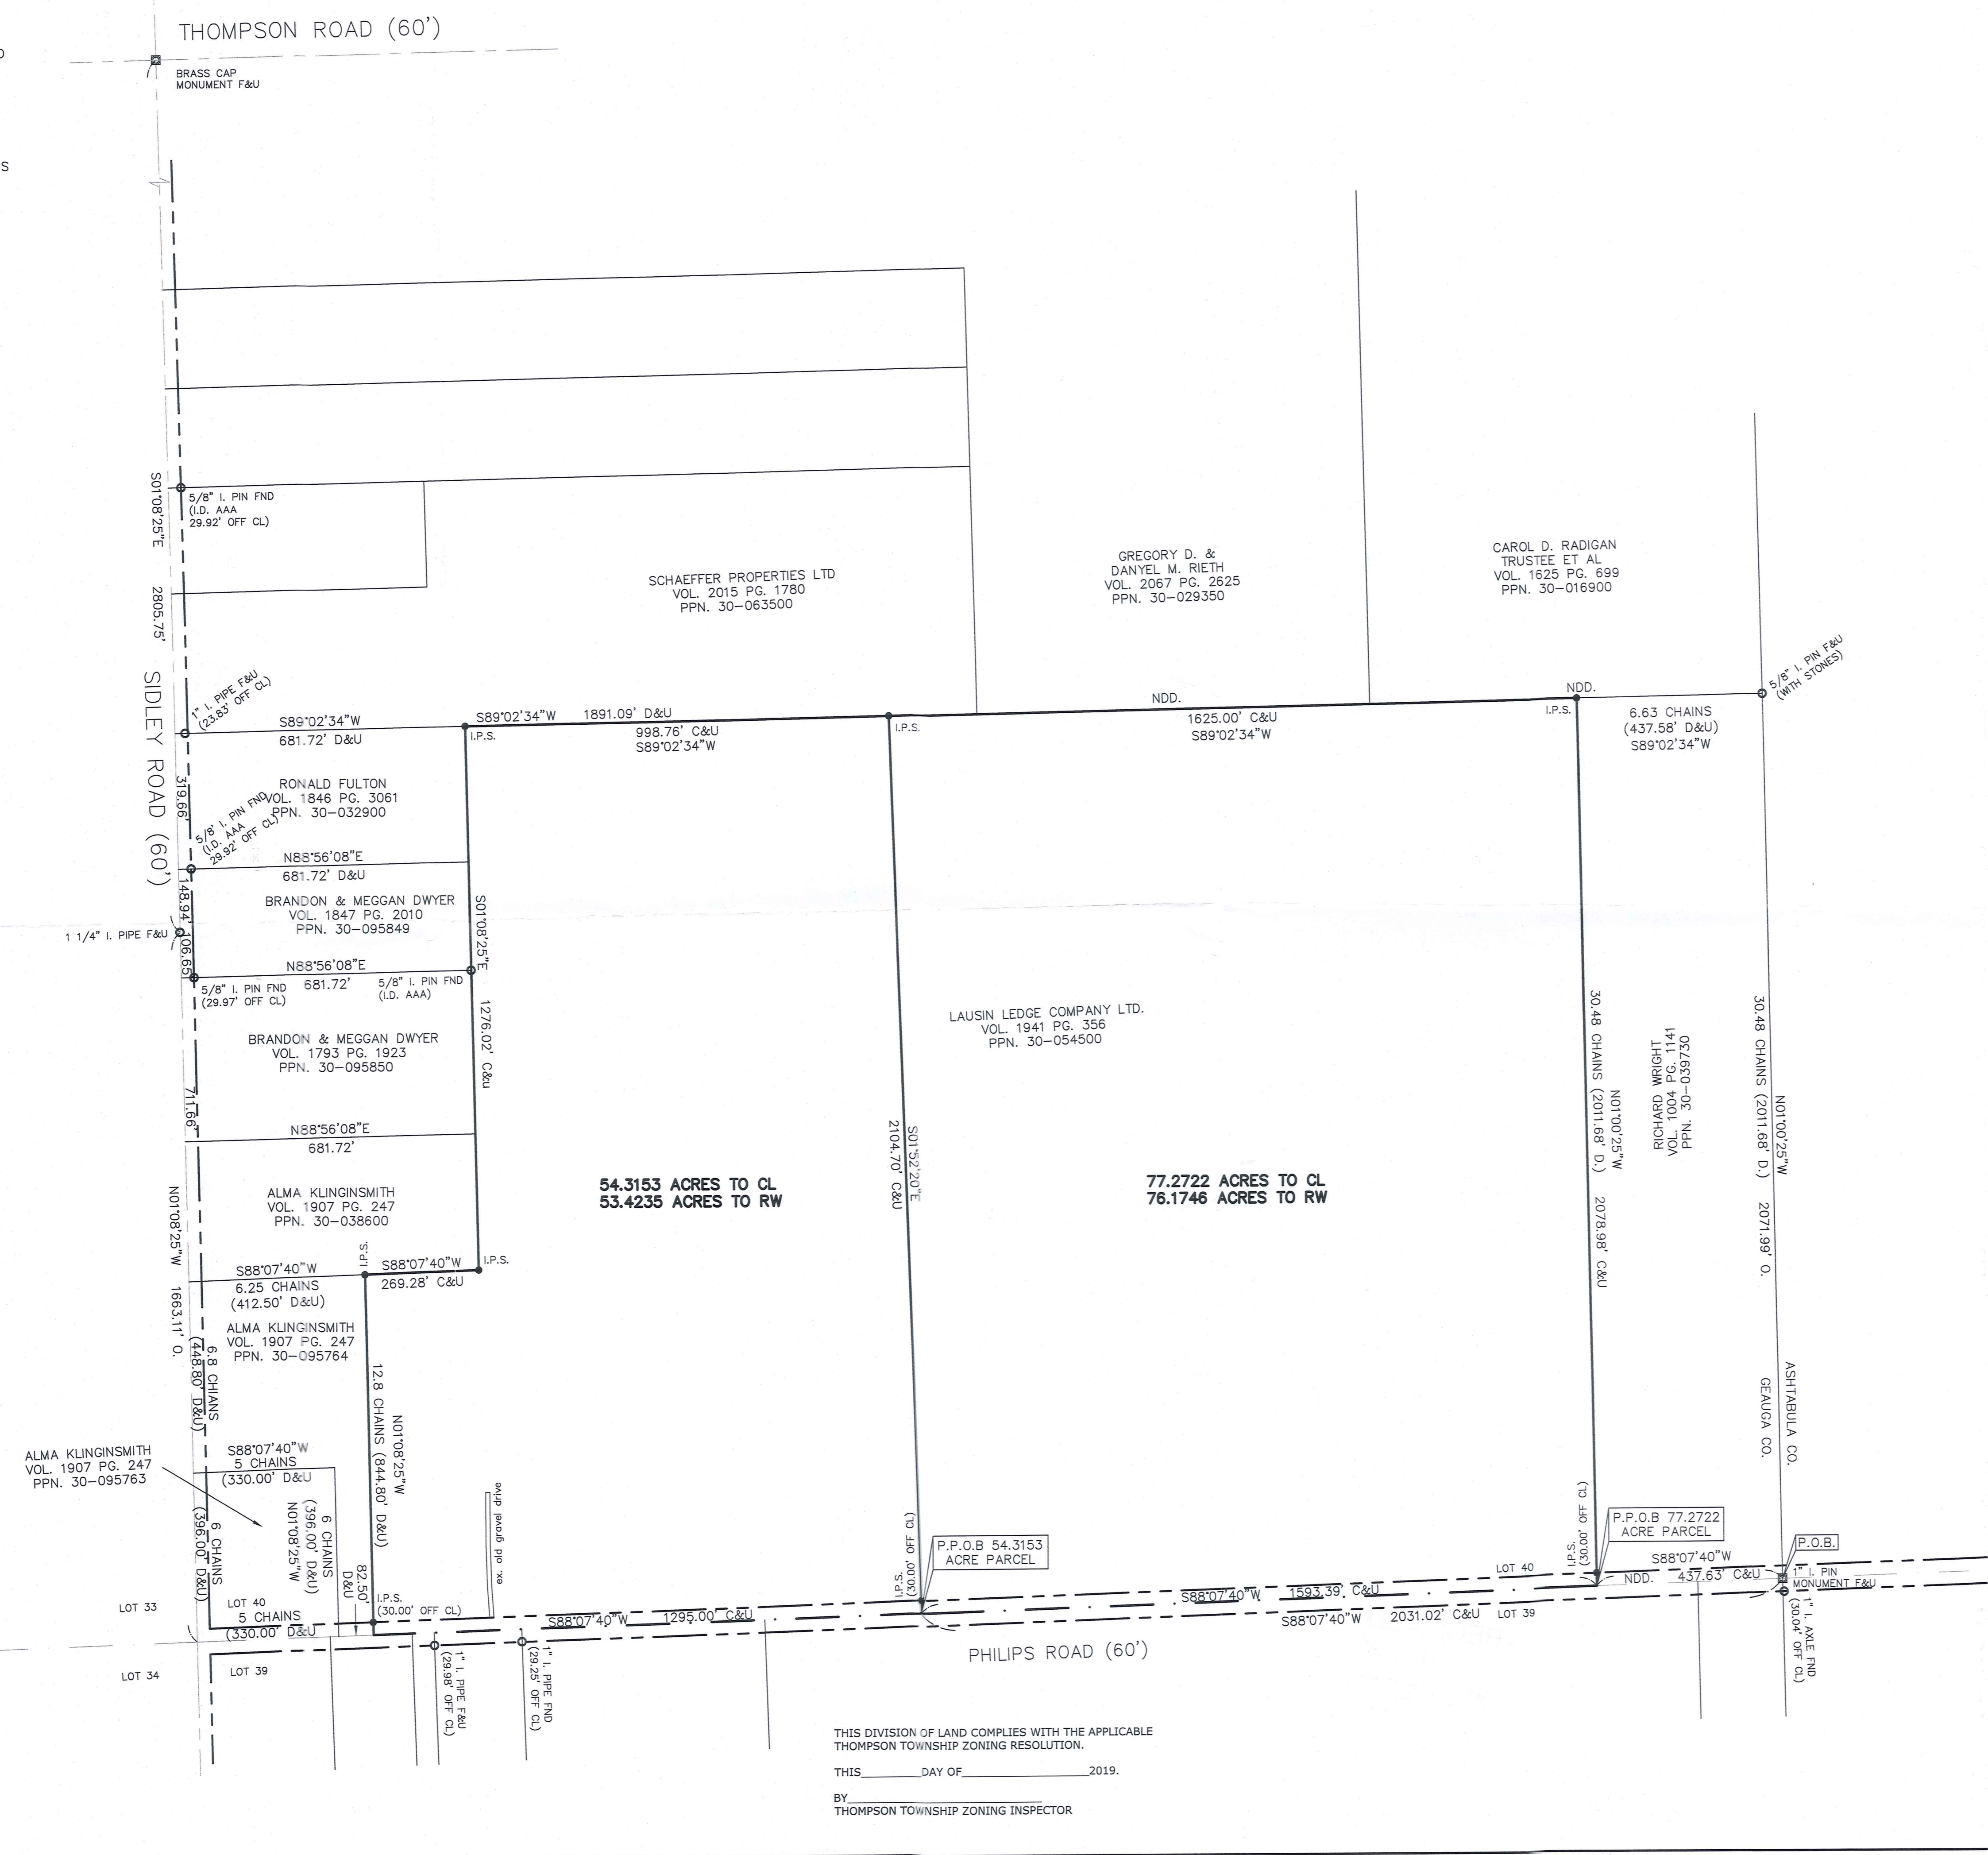 THOMPSON ROAD (60')
BRASS CAP
MONUMENT F&U
S01°08'25"E
2805.75'
SIDLEY ROAD (60')
5/8" I. PIN FND
(I.D. AAA
29.92' OFF CL)
SCHAEFFER PROPERTIES LTD
VOL. 2015 PG. 1780
PPN. 30-063500
GREGORY D. &
DANYEL M. RIETH
VOL. 2067 PG. 2625
PPN. 30-029350
CAROL D. RADIGAN
TRUSTEE ET AL
VOL. 1625 PG. 699
PPN. 30-016900
5/8" I. PIN F&U
(WITH STONES)
1" I. PIPE F&U
(23.83' OFF CL)
S89°02'34"W
681.72' D&U
S89°02'34"W 1891.09' D&U
I.P.S.
998.76' C&U
S89°02'34"W
I.P.S.
NDD.
1625.00' C&U
S89°02'34"W
NDD.
I.P.S.
6.63 CHAINS
(437.58' D&U)
S89°02'34"W
319.66'
RONALD FULTON
VOL. 1846 PG. 3061
PPN. 30-032900
5/8' I. PIN FND
(I.D. AAA
29.92' OFF CL)
N88°56'08"E
681.72' D&U
148.94'
BRANDON & MEGGAN DWYER
VOL. 1847 PG. 2010
PPN. 30-095849
1 1/4" I. PIPE F&U
106.65'
N88°56'08"E
681.72'
5/8" I. PIN FND
(29.97' OFF CL)
5/8" I. PIN FND
(I.D. AAA)
S01°08'25"E
1276.02' C&u
BRANDON & MEGGAN DWYER
VOL. 1793 PG. 1923
PPN. 30-095850
711.66'
N88°56'08"E
681.72'
LAUSIN LEDGE COMPANY LTD.
VOL. 1941 PG. 356
PPN. 30-054500
S01°52'20"E
2104.70' C&U
54.3153 ACRES TO CL
53.4235 ACRES TO RW
77.2722 ACRES TO CL
76.1746 ACRES TO RW
30.48 CHAINS (2011.68' D.) 2078.98' C&U
N01°00'25"W
RICHARD WRIGHT
VOL. 1004 PG. 1141
PPN. 30-039730
30.48 CHAINS (2011.68' D.) 2071.99' O.
N01°00'25"W
ALMA KLINGINSMITH
VOL. 1907 PG. 247
PPN. 30-038600
N01°08'25"W 1663.11' O.
S88°07'40"W
6.25 CHAINS
(412.50' D&U)
I.P.S.
S88°07'40"W
269.28' C&U
I.P.S.
ALMA KLINGINSMITH
VOL. 1907 PG. 247
PPN. 30-095764
6.8 CHIANS
(448.80' D&U)
N01°08'25"W
12.8 CHAINS (844.80' D&U)
ASHTABULA CO.
GEAUGA CO.
ALMA KLINGINSMITH
VOL. 1907 PG. 247
PPN. 30-095763
S88°07'40"W
5 CHAINS
(330.00' D&U)
6 CHAINS
(396.00' D&U)
6 CHAINS
(396.00' D&U)
N01°08'25"W
82.50'
D&U
ex. old gravel drive
I.P.S.
(30.00' OFF CL)
I.P.S.
(30.00' OFF CL)
P.P.O.B 54.3153
ACRE PARCEL
I.P.S.
(30.00' OFF CL)
P.P.O.B 77.2722
ACRE PARCEL
P.O.B.
S88°07'40"W
NDD. 437.63' C&U
1" I. PIN
MONUMENT F&U
1" I. AXLE FND
(30.04' OFF CL)
LOT 33
LOT 40
5 CHAINS
(330.00' D&U)
S88°07'40"W 1295.00' C&U
S88°07'40"W 1593.39' C&U
LOT 40
S88°07'40"W 2031.02' C&U
LOT 39
LOT 34
LOT 39
1" I. PIPE F&U
(29.98' OFF CL)
1" I. PIPE FND
(29.25' OFF CL)
PHILIPS ROAD (60')
THIS DIVISION OF LAND COMPLIES WITH THE APPLICABLE
THOMPSON TOWNSHIP ZONING RESOLUTION.
THIS_________DAY OF___________________2019.
BY_____________________________
THOMPSON TOWNSHIP ZONING INSPECTOR